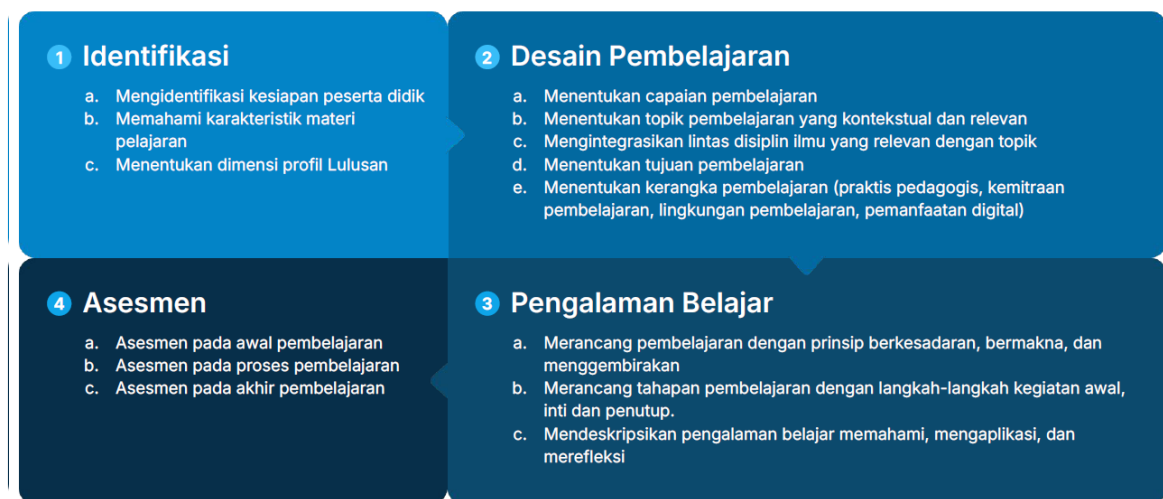 1 Identifikasi
a. Mengidentifikasi kesiapan peserta didik
b. Memahami karakteristik materi
pelajaran
c. Menentukan dimensi profil Lulusan
2 Desain Pembelajaran
a. Menentukan capaian pembelajaran
b. Menentukan topik pembelajaran yang kontekstual dan relevan
c. Mengintegrasikan lintas disiplin ilmu yang relevan dengan topik
d. Menentukan tujuan pembelajaran
e. Menentukan kerangka pembelajaran (praktis pedagogis, kemitraan
pembelajaran, lingkungan pembelajaran, pemanfaatan digital)
3 Pengalaman Belajar
a. Merancang pembelajaran dengan prinsip berkesadaran, bermakna, dan
menggembirakan
b. Merancang tahapan pembelajaran dengan langkah-langkah kegiatan awal,
inti dan penutup.
c. Mendeskripsikan pengalaman belajar memahami, mengaplikasi, dan
merefleksi
4 Asesmen
a. Asesmen pada awal pembelajaran
b. Asesmen pada proses pembelajaran
c. Asesmen pada akhir pembelajaran